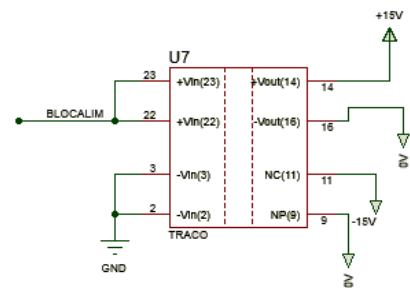 +15V
U7
23 +Vin(23) +Vout(14) 14
BLOCALIM 22 +Vin(22) -Vout(16) 16
0V
3 -Vin(3) NC(11) 11
2 -Vin(2) NP(9) 9 -15V
TRACO
GND
0V